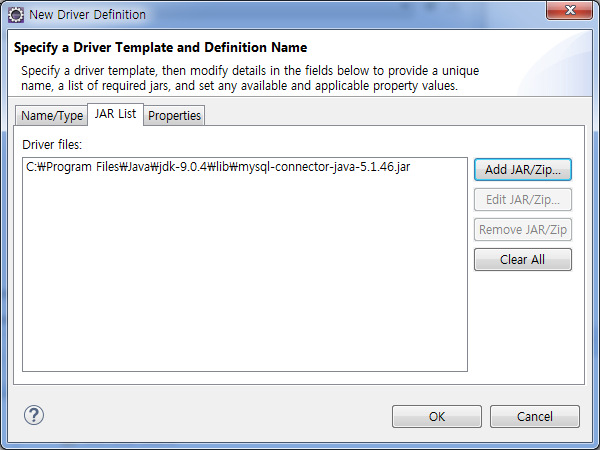 New Driver Definition
Specify a Driver Template and Definition Name
Specify a driver template, then modify details in the fields below to provide a unique
name, a list of required jars, and set any available and applicable property values.
Name/Type JAR List Properties
Driver files:
C:₩Program Files₩Java₩jdk-9.0.4₩lib₩mysql-connector-java-5.1.46.jar
Add JAR/Zip...
Edit JAR/Zip...
Remove JAR/Zip
Clear All
?
OK Cancel